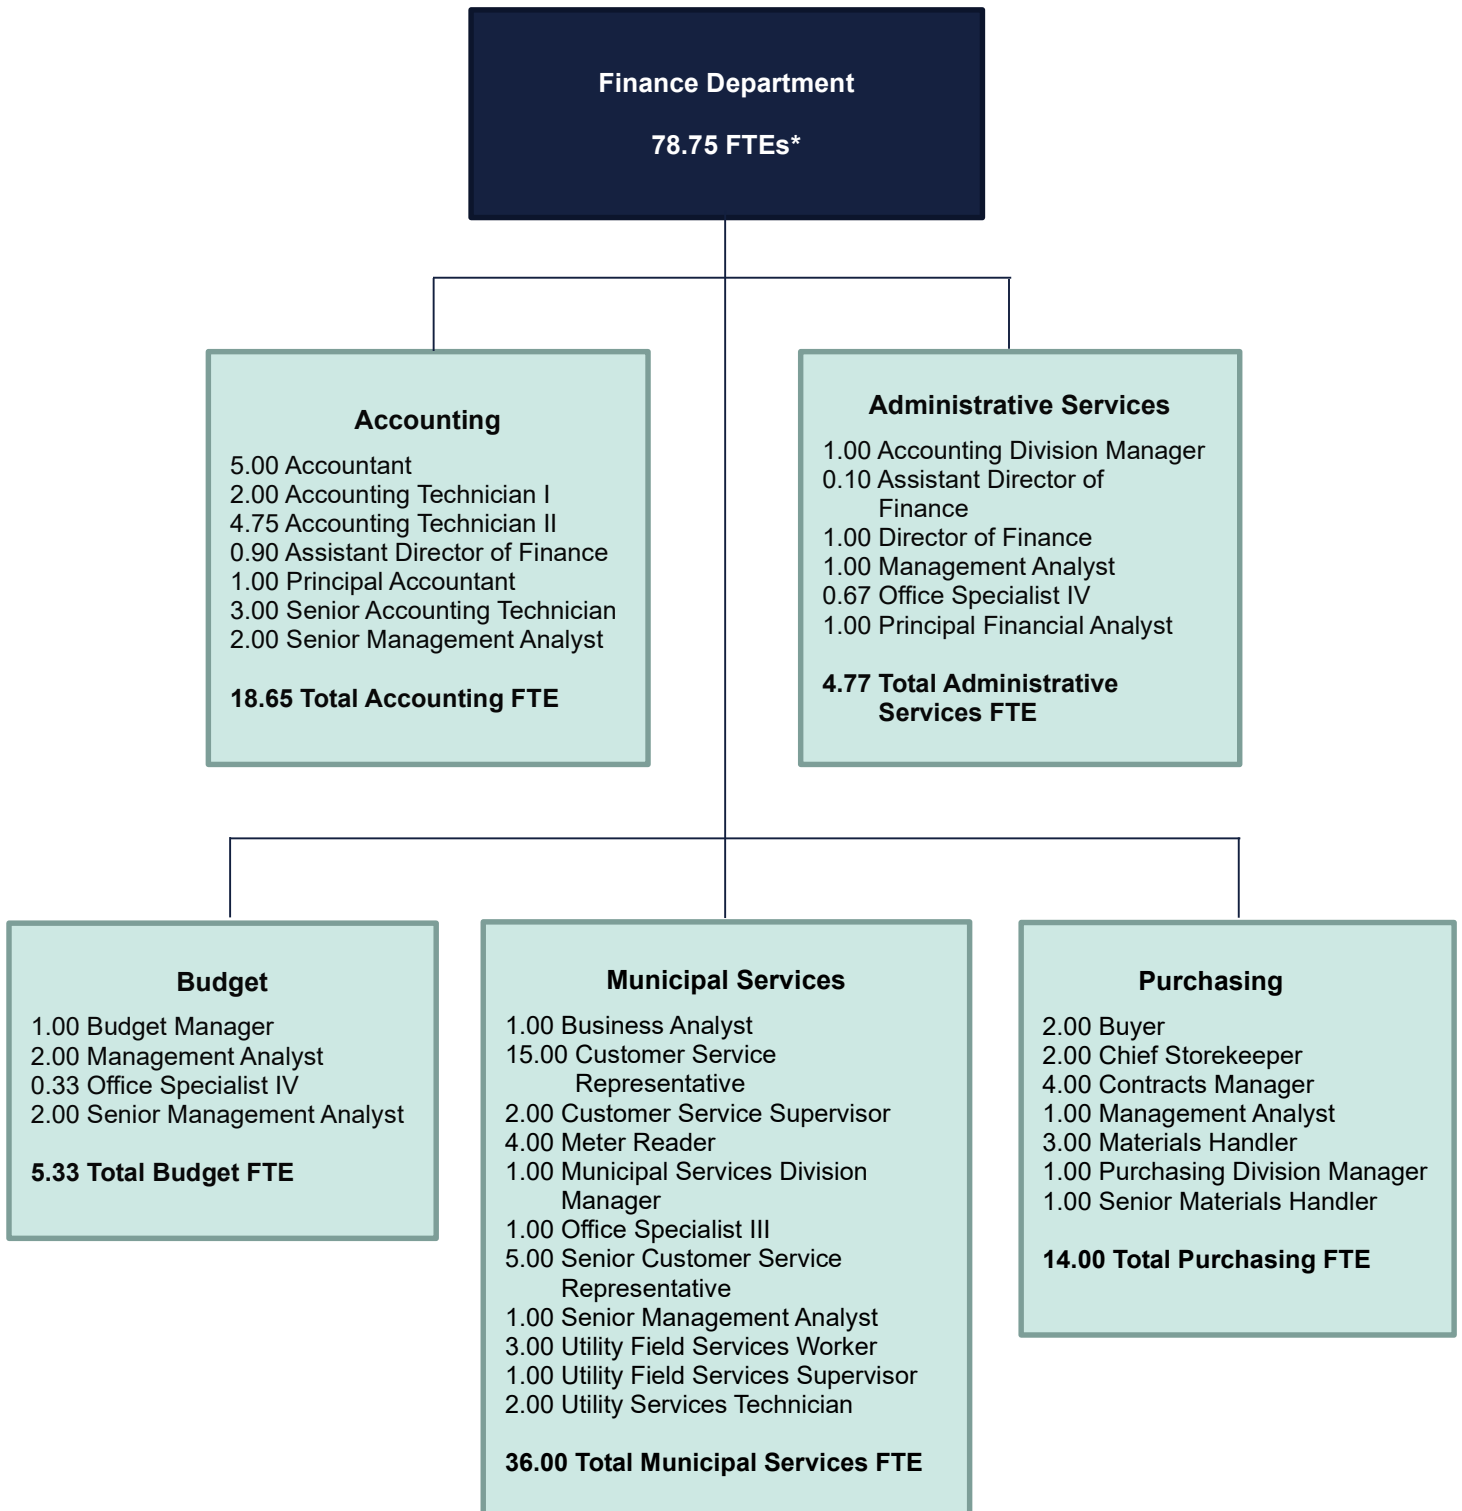 Finance Department
78.75 FTEs*
Accounting
5.00 Accountant
2.00 Accounting Technician I
4.75 Accounting Technician II
0.90 Assistant Director of Finance
1.00 Principal Accountant
3.00 Senior Accounting Technician
2.00 Senior Management Analyst
18.65 Total Accounting FTE
Administrative Services
1.00 Accounting Division Manager
0.10 Assistant Director of
Finance
1.00 Director of Finance
1.00 Management Analyst
0.67 Office Specialist IV
1.00 Principal Financial Analyst
4.77 Total Administrative
Services FTE
Budget
1.00 Budget Manager
2.00 Management Analyst
0.33 Office Specialist IV
2.00 Senior Management Analyst
5.33 Total Budget FTE
Municipal Services
1.00 Business Analyst
15.00 Customer Service
Representative
2.00 Customer Service Supervisor
4.00 Meter Reader
1.00 Municipal Services Division
Manager
1.00 Office Specialist III
5.00 Senior Customer Service
Representative
1.00 Senior Management Analyst
3.00 Utility Field Services Worker
1.00 Utility Field Services Supervisor
2.00 Utility Services Technician
36.00 Total Municipal Services FTE
Purchasing
2.00 Buyer
2.00 Chief Storekeeper
4.00 Contracts Manager
1.00 Management Analyst
3.00 Materials Handler
1.00 Purchasing Division Manager
1.00 Senior Materials Handler
14.00 Total Purchasing FTE